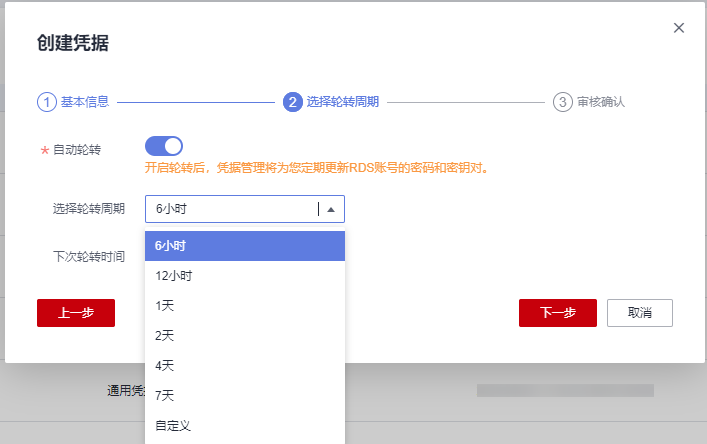 创建凭据
1 基本信息
2 选择轮转周期
3 审核确认
* 自动轮转
开启轮转后，凭据管理将为您定期更新RDS账号的密码和密钥对。
选择轮转周期
6小时
6小时
下次轮转时间
12小时
1天
上一步
下一步
取消
2天
4天
通用凭
7天
自定义